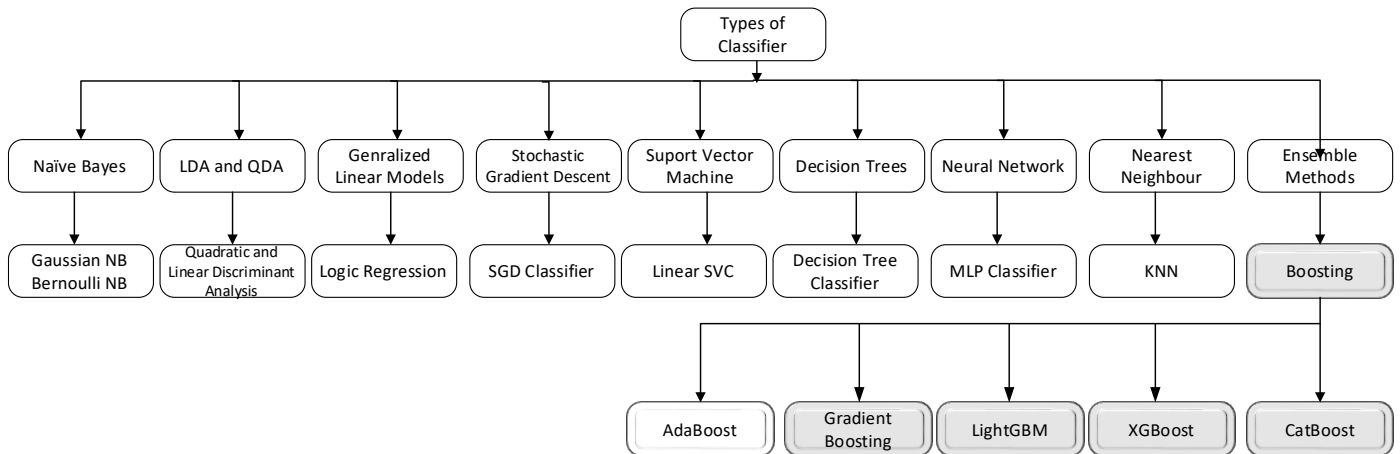 Types of
Classifier
Naïve Bayes
LDA and QDA
Genralized
Linear Models
Stochastic
Gradient Descent
Suport Vector
Machine
Decision Trees
Neural Network
Nearest
Neighbour
Ensemble
Methods
Gaussian NB
Bernoulli NB
Quadratic and
Linear Discriminant
Analysis
Logic Regression
SGD Classifier
Linear SVC
Decision Tree
Classifier
MLP Classifier
KNN
Boosting
AdaBoost
Gradient
Boosting
LightGBM
XGBoost
CatBoost